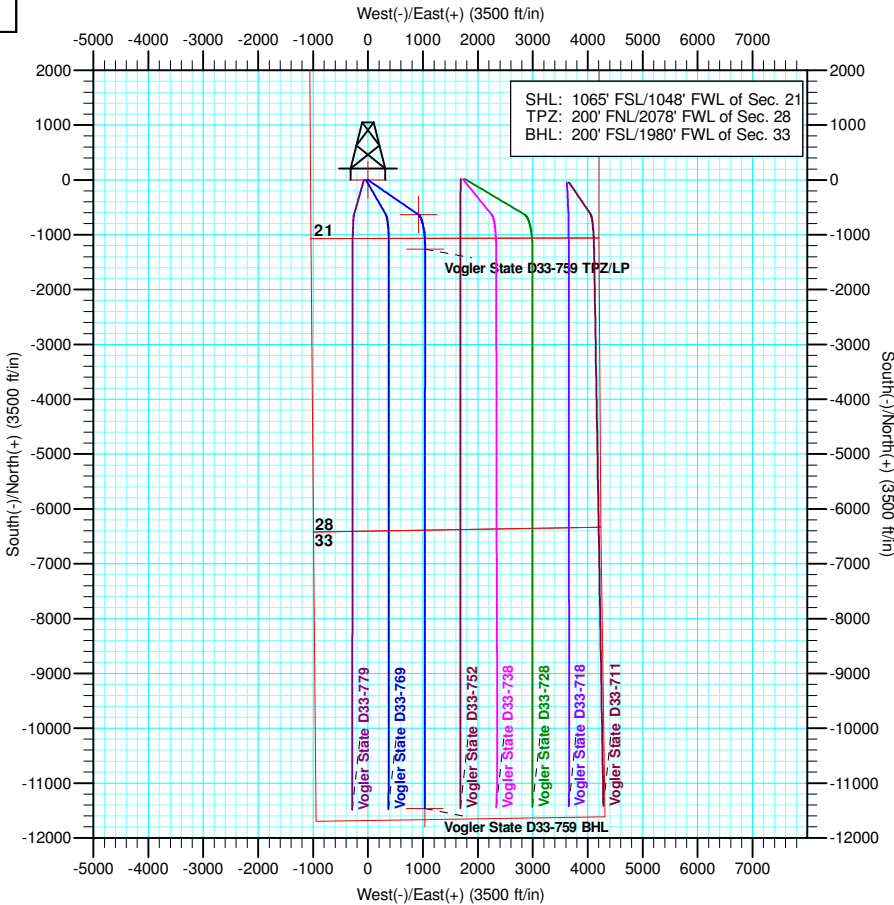 West(-)/East(+) (3500 ft/in)
-5000 -4000 -3000 -2000 -1000 0 1000 2000 3000 4000 5000 6000 7000
2000 2000
SHL: 1065' FSL/1048' FWL of Sec. 21
TPZ: 200' FNL/2078' FWL of Sec. 28
BHL: 200' FSL/1980' FWL of Sec. 33
1000 1000
0 0
21
-1000 -1000
Vogler State D33-759 TPZ/LP
-2000 -2000
-3000 -3000
South(-)/North(+) (3500 ft/in)
South(-)/North(+) (3500 ft/in)
-4000 -4000
-5000 -5000
-6000 -6000
28
33
-7000 -7000
-8000 -8000
-9000 -9000
Vogler State D33-779
Vogler State D33-769
Vogler State D33-752
Vogler State D33-738
Vogler State D33-728
Vogler State D33-718
Vogler State D33-711
-10000 -10000
-11000 -11000
Vogler State D33-759 BHL
-12000 -12000
-5000 -4000 -3000 -2000 -1000 0 1000 2000 3000 4000 5000 6000 7000
West(-)/East(+) (3500 ft/in)